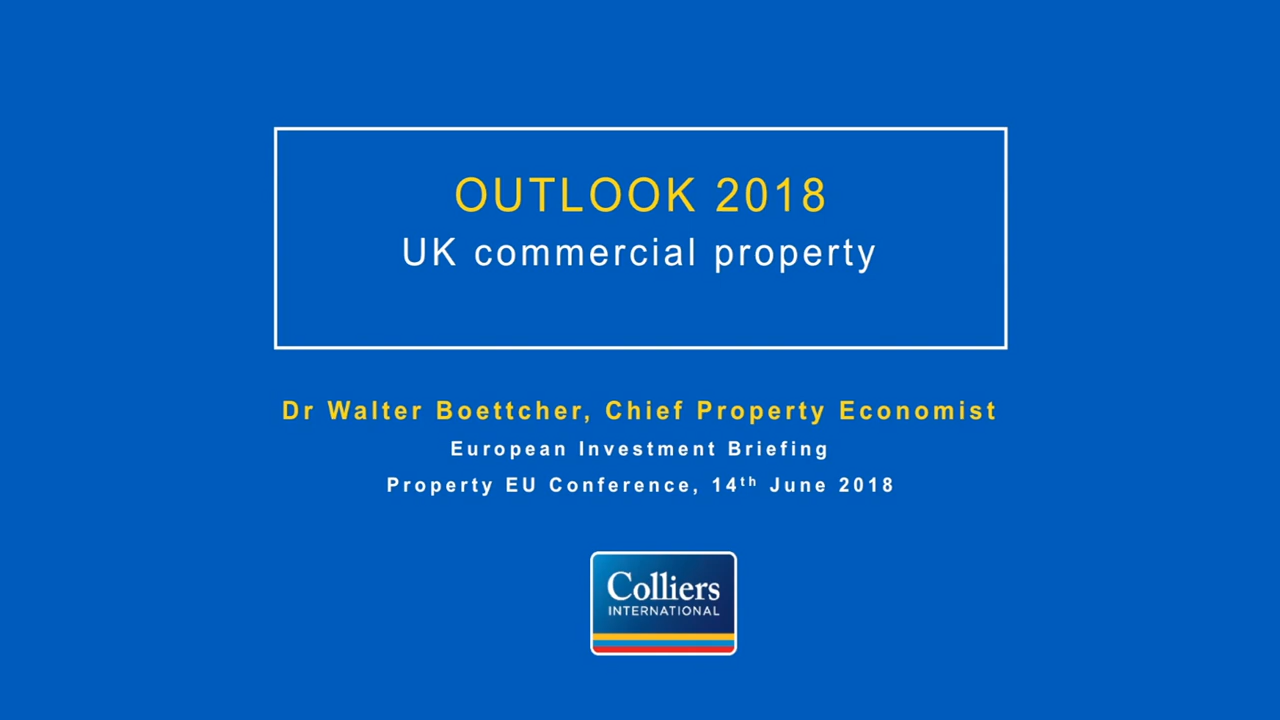 OUTLOOK 2018
UK commercial property
Dr Walter Boettcher, Chief Property Economist
European Investment Briefing
Property EU Conference, 14th June 2018
Colliers
INTERNATIONAL